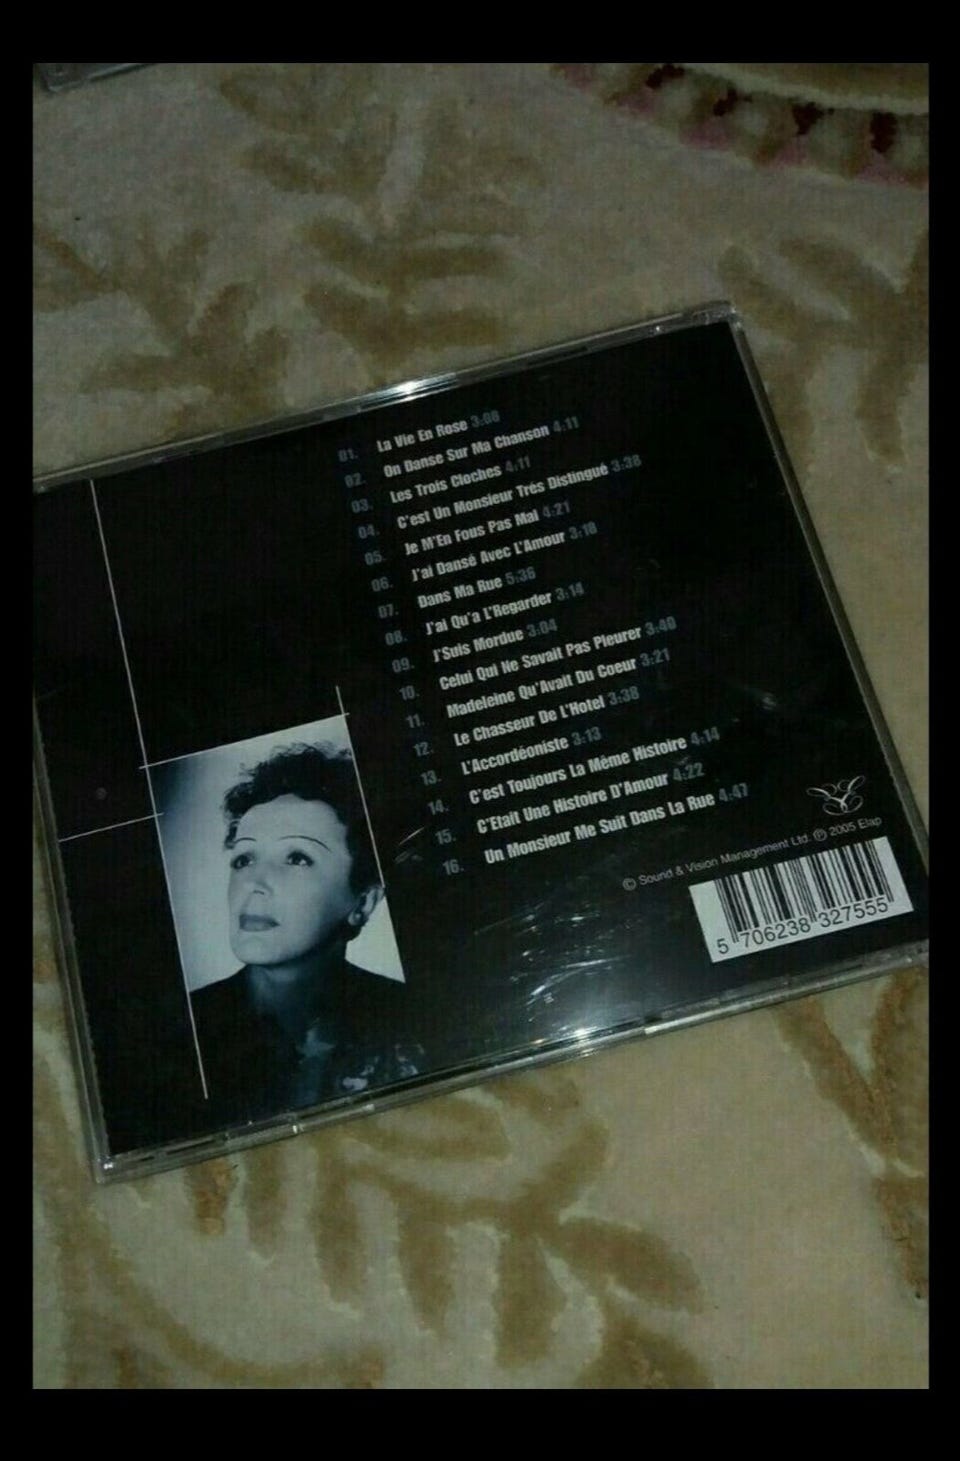 01. La Vie En Rose 3:08
02. On Danse Sur Ma Chanson 4:11
03. Les Trois Cloches 4:11
04. C'est Un Monsieur Trés Distingué 3:38
05. Je M'En Fous Pas Mal 4:21
06. J'ai Dansé Avec L'Amour 3:18
07. Dans Ma Rue 5:36
08. J'ai Qu'a L'Regarder 3:14
09. J'Suis Mordue 3:04
10. Celui Qui Ne Savait Pas Pleurer 3:40
11. Madeleine Qu'Avait Du Coeur 3:21
12. Le Chasseur De L'Hotel 3:38
13. L'Accordéoniste 3:13
14. C'est Toujours La Même Histoire 4:14
15. C'Etait Une Histoire D'Amour 4:22
16. Un Monsieur Me Suit Dans La Rue 4:47
© Sound & Vision Management Ltd. ℗ 2005 Elap
5 706238 327555